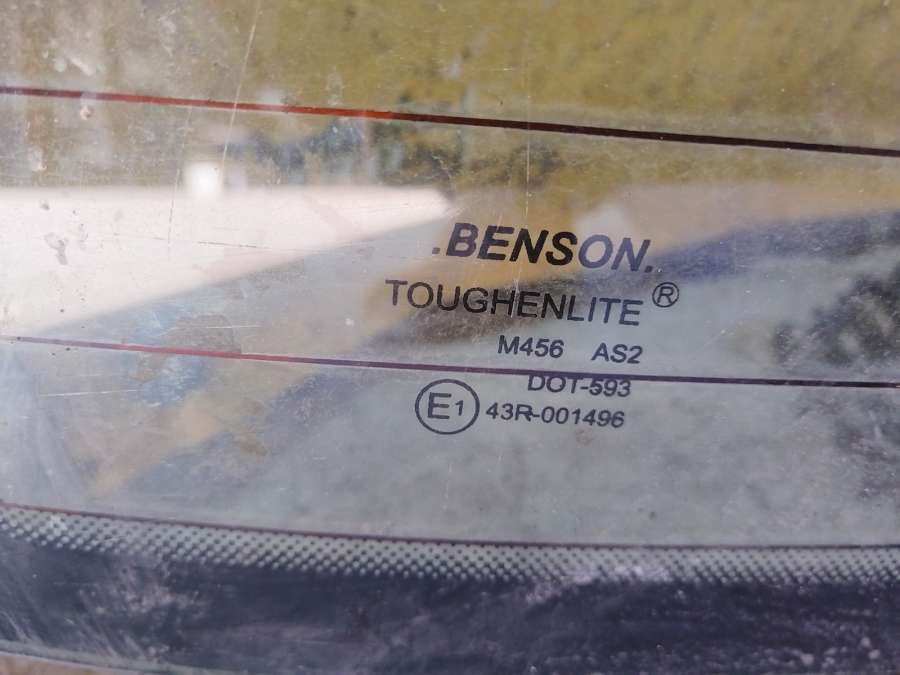 .BENSON.
TOUGHENLITE ®
M456 AS2
DOT-593
E1 43R-001496